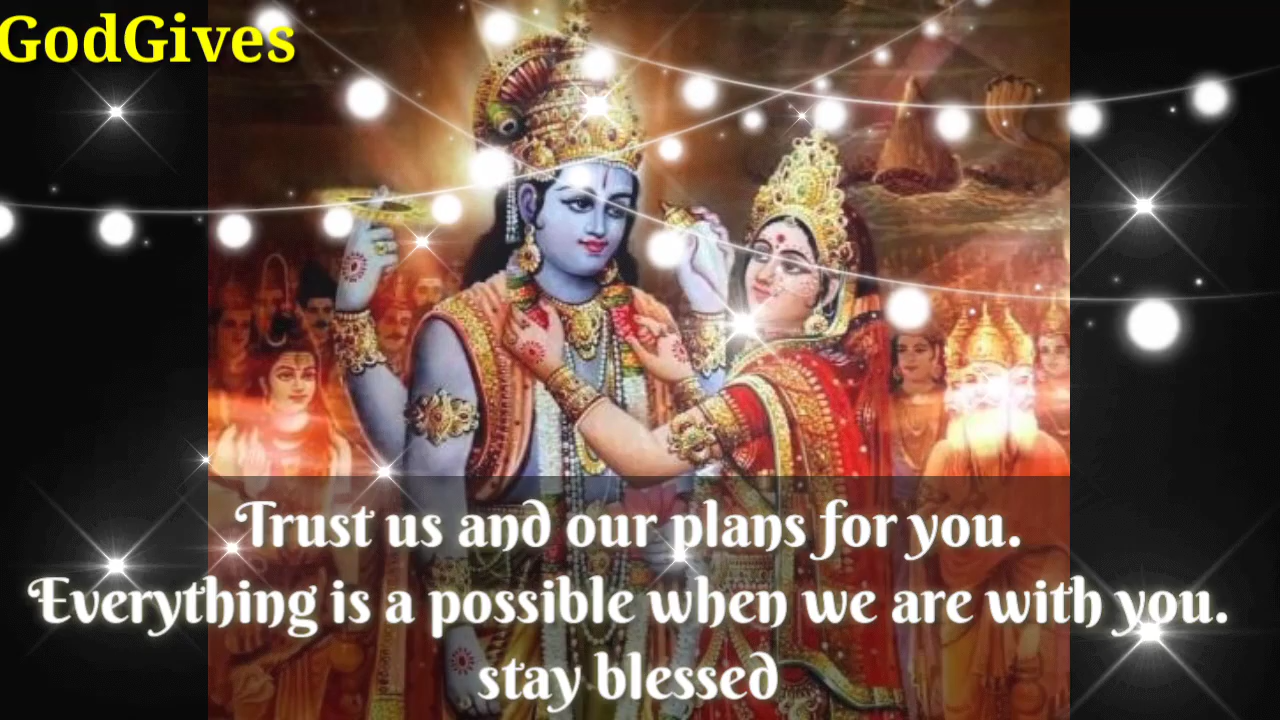 GodGives
Trust us and our plans for you.
Everything is a possible when we are with you.
stay blessed